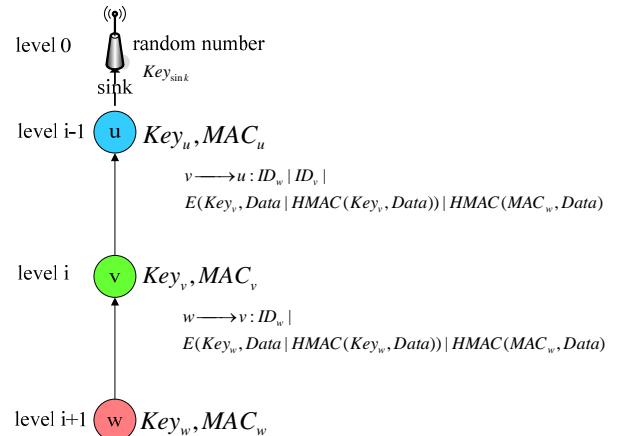 level 0
random number
Key_sink
sink
level i-1
u
Key_u, MAC_u
v ⟶ u : ID_w | ID_v |
E(Key_v, Data | HMAC(Key_v, Data)) | HMAC(MAC_w, Data)
level i
v
Key_v, MAC_v
w ⟶ v : ID_w |
E(Key_w, Data | HMAC(Key_w, Data)) | HMAC(MAC_w, Data)
level i+1
w
Key_w, MAC_w